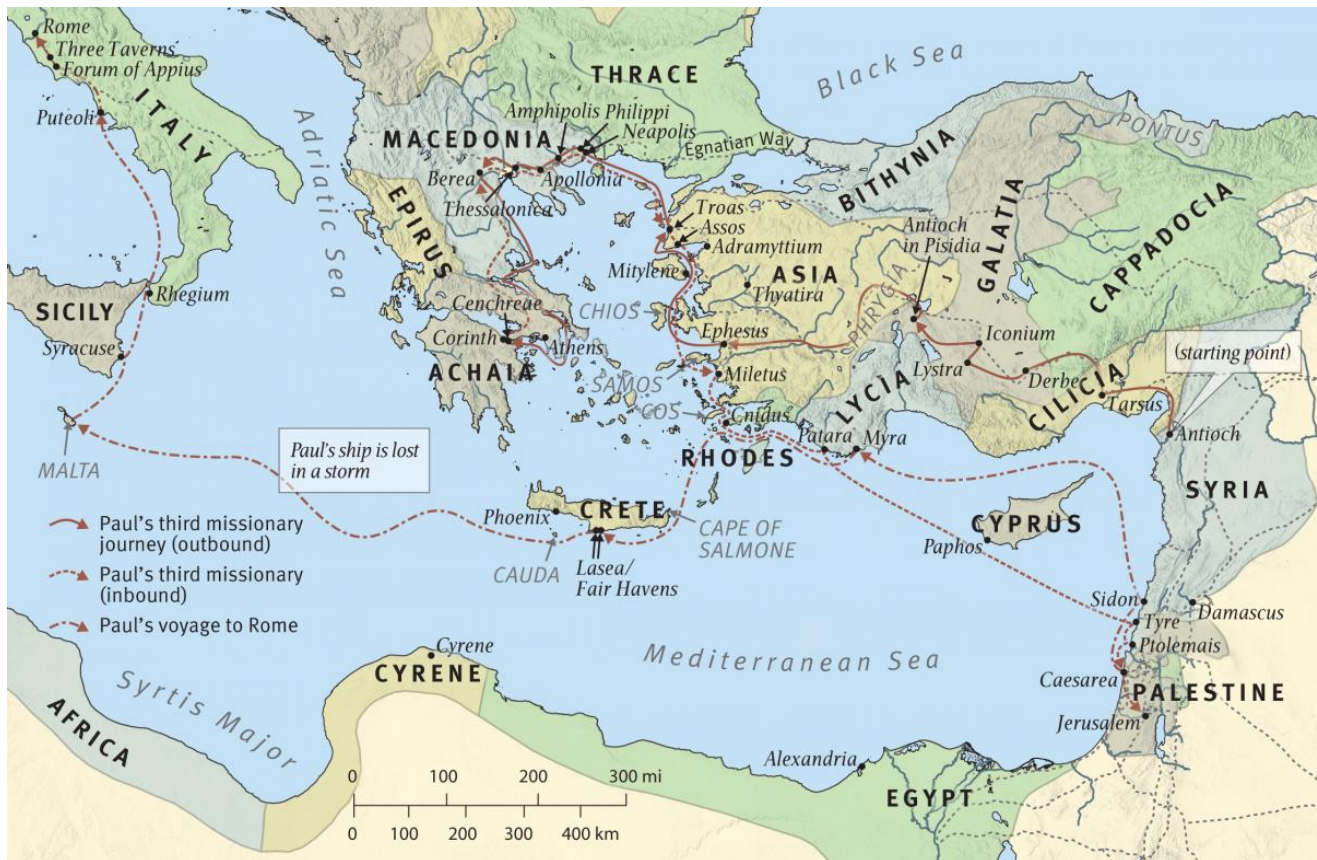 Rome
Three Taverns
Forum of Appius
Puteoli
ITALY
Adriatic Sea
THRACE
Black Sea
Amphipolis Philippi
Neapolis
Egnatian Way
MACEDONIA
Berea
Apollonia
Thessalonica
EPIRUS
BITHYNIA
PONTUS
GALATIA
CAPPADOCIA
Troas
Assos
Adramyttium
Antioch
in Pisidia
Mitylene
ASIA
Thyatira
PHRYGIA
Rhegium
SICILY
Syracuse
Cenchreae
CHIOS
Corinth
Athens
ACHAIA
Ephesus
Iconium
(starting point)
Lystra
Derbe
SAMOS
Miletus
LYCIA
CILICIA
Tarsus
COS
Cnidus
Antioch
Patara
Myra
RHODES
MALTA
Paul's ship is lost
in a storm
SYRIA
Phoenix
CRETE
CAPE OF
SALMONE
CYPRUS
Paphos
CAUDA
Lasea/
Fair Havens
Paul's third missionary
journey (outbound)
Paul's third missionary
(inbound)
Paul's voyage to Rome
Sidon
Damascus
Tyre
Ptolemais
Cyrene
CYRENE
Mediterranean Sea
Caesarea
PALESTINE
Jerusalem
Syrtis Major
AFRICA
Alexandria
EGYPT
0 100 200 300 mi
0 100 200 300 400 km